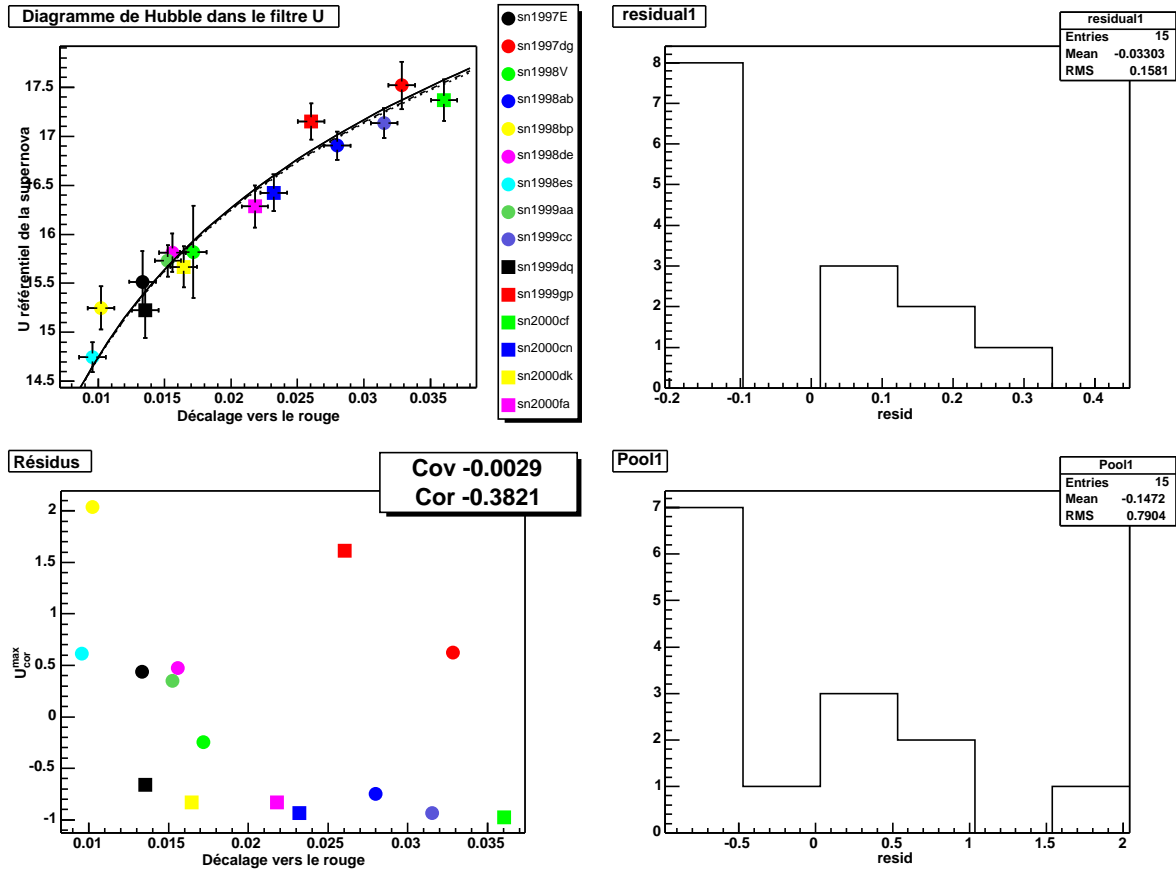 Diagramme de Hubble dans le filtre U
U référentiel de la supernova
17.5
17
16.5
16
15.5
15
14.5
0.01
0.015
0.02
0.025
0.03
0.035
Décalage vers le rouge
sn1997E
sn1997dg
sn1998V
sn1998ab
sn1998bp
sn1998de
sn1998es
sn1999aa
sn1999cc
sn1999dq
sn1999gp
sn2000cf
sn2000cn
sn2000dk
sn2000fa
residual1
residual1
Entries 15
Mean -0.03303
RMS 0.1581
8
7
6
5
4
3
2
1
0
-0.2
-0.1
0
0.1
0.2
0.3
0.4
resid
Résidus
Cov -0.0029
Cor -0.3821
U max cor
2
1.5
1
0.5
0
-0.5
-1
0.01
0.015
0.02
0.025
0.03
0.035
Décalage vers le rouge
Pool1
Pool1
Entries 15
Mean -0.1472
RMS 0.7904
7
6
5
4
3
2
1
0
-0.5
0
0.5
1
1.5
2
resid